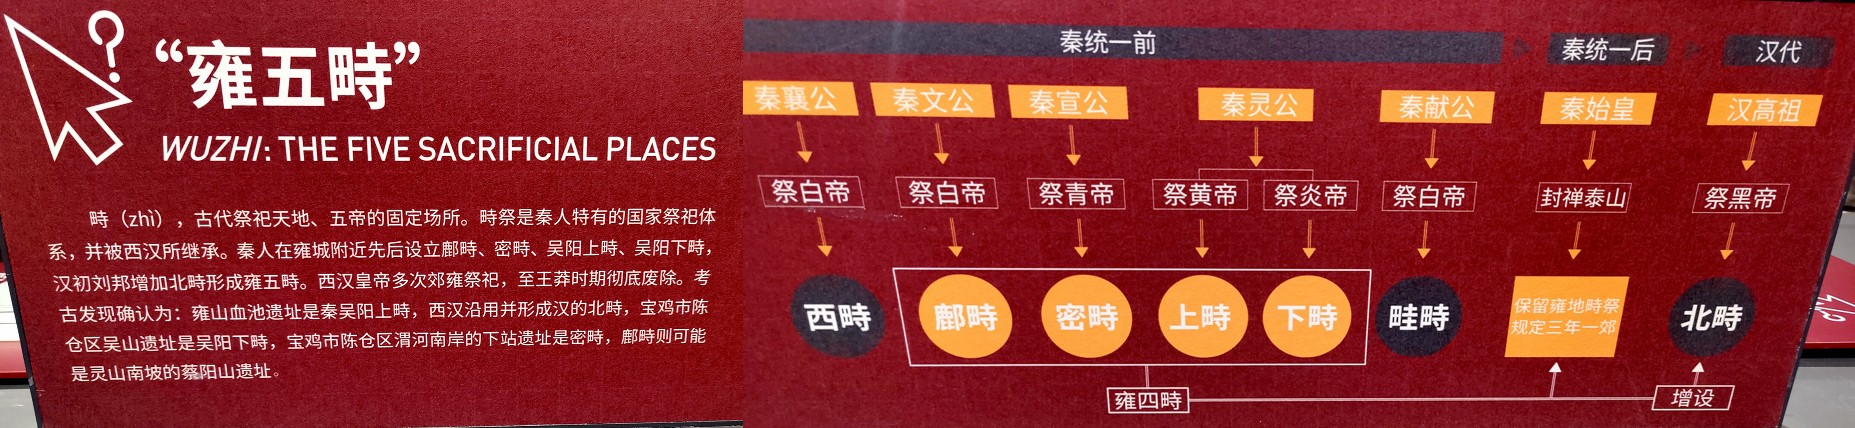 “雍五畤”
WUZHI: THE FIVE SACRIFICIAL PLACES
畤（zhì），古代祭祀天地、五帝的固定场所。畤祭是秦人特有的国家祭祀体
系，并被西汉所继承。秦人在雍城附近先后设立鄜畤、密畤、吴阳上畤、吴阳下畤，
汉初刘邦增加北畤形成雍五畤。西汉皇帝多次郊雍祭祀，至王莽时期彻底废除。考
古发现确认为：雍山血池遗址是秦吴阳上畤，西汉沿用并形成汉的北畤，宝鸡市陈
仓区吴山遗址是吴阳下畤，宝鸡市陈仓区渭河南岸的下站遗址是密畤，鄜畤则可能
是灵山南坡的蔡阳山遗址。
秦统一前 秦统一后 汉代
秦襄公 秦文公 秦宣公 秦灵公 秦献公 秦始皇 汉高祖
祭白帝 祭白帝 祭青帝 祭黄帝 祭炎帝 祭白帝 封禅泰山 祭黑帝
西畤 鄜畤 密畤 上畤 下畤 畦畤 北畤
保留雍地畤祭
规定三年一郊
雍四畤 增设